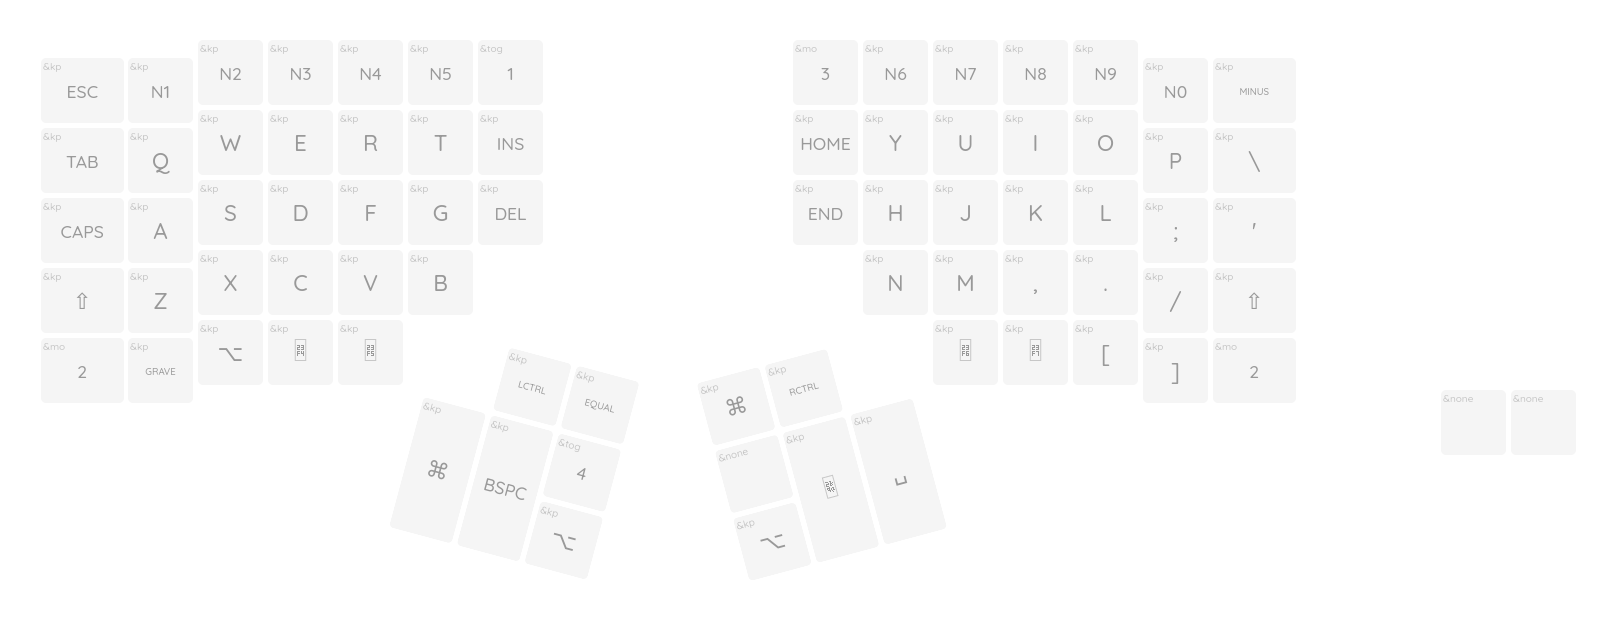 &kp &kp &kp &kp &tog &mo &kp &kp &kp &kp
&kp &kp &kp &kp
N2 N3 N4 N5 1 3 N6 N7 N8 N9
ESC N1 N0 MINUS
&kp &kp &kp &kp &kp &kp &kp &kp &kp &kp
&kp &kp &kp &kp
W E R T INS HOME Y U I O
TAB Q P \
&kp &kp &kp &kp &kp &kp &kp &kp &kp &kp
&kp &kp &kp &kp
S D F G DEL END H J K L
CAPS A ; '
&kp &kp &kp &kp &kp &kp &kp &kp
&kp &kp &kp &kp
X C V B N M , .
⇧ Z / ⇧
&kp &kp &kp &kp &kp &kp
&mo &kp &kp &mo
⌥ 23F4 23F5 23F6 23F7 [
2 GRAVE ] 2
&kp &kp &kp &kp
LCTRL EQUAL ⌘ RCTRL
&none &none
&kp &kp &tog &none &kp &kp
⌘ BSPC 4 ␣
&kp &kp
⌥ ⌥